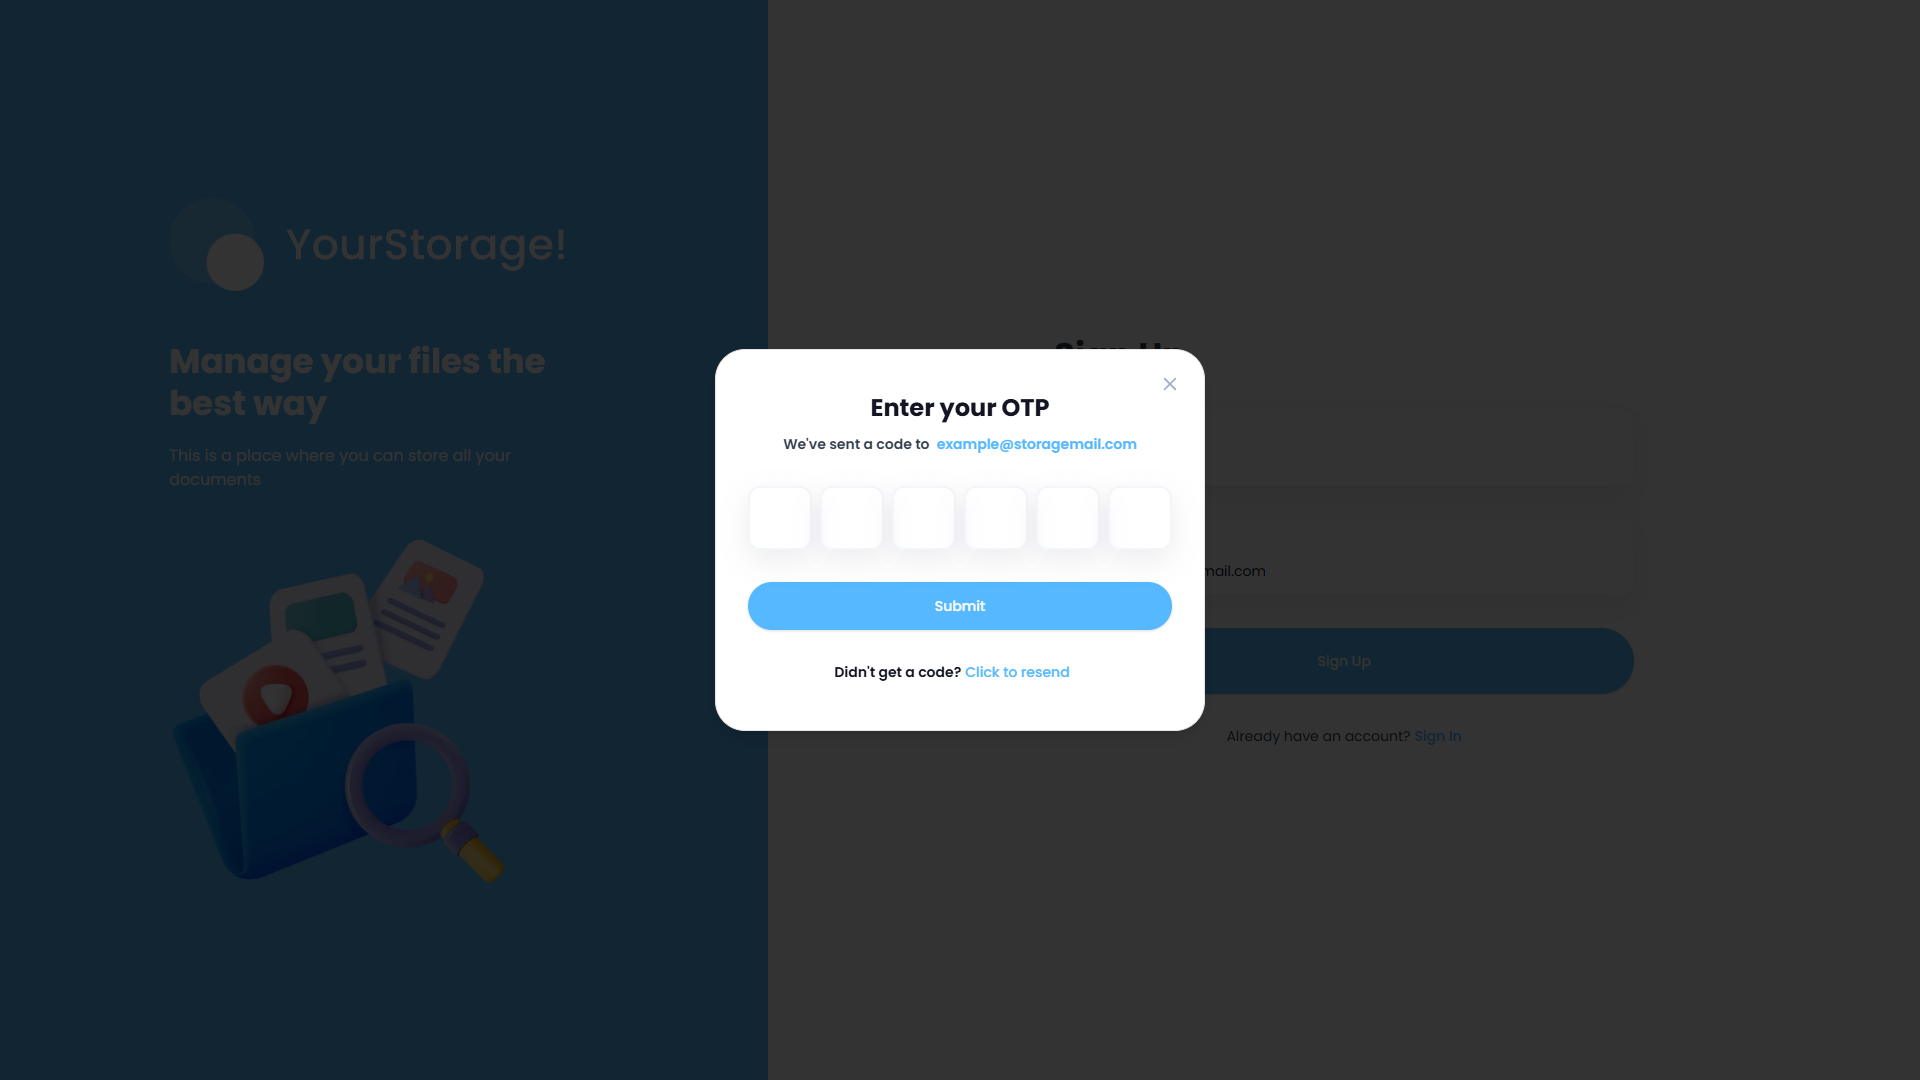 YourStorage!
Manage your files the
best way
This is a place where you can store all your
documents
Sign Up
Enter your OTP
We've sent a code to example@storagemail.com
Submit
Didn't get a code? Click to resend
mail.com
Sign Up
Already have an account? Sign In